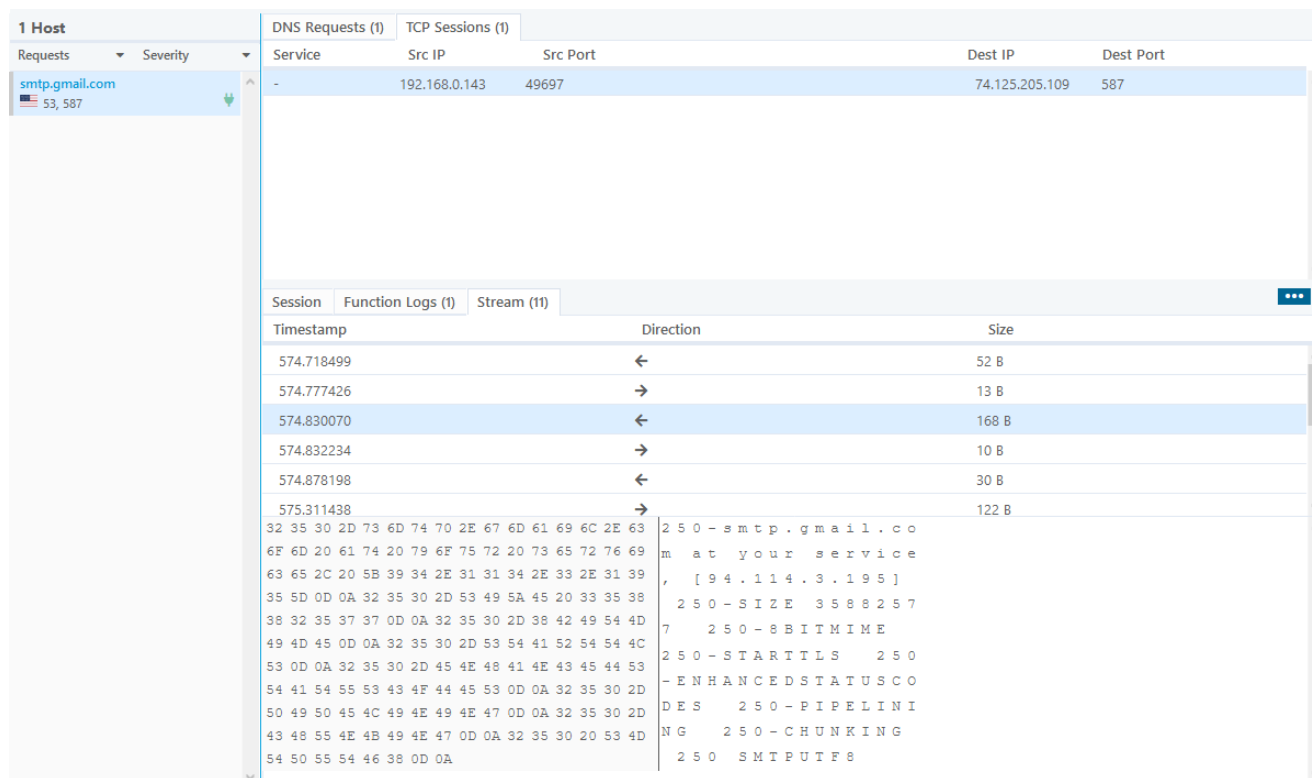 1 Host
Requests Severity
smtp.gmail.com
53, 587
DNS Requests (1) TCP Sessions (1)
Service Src IP Src Port Dest IP Dest Port
- 192.168.0.143 49697 74.125.205.109 587
Session Function Logs (1) Stream (11)
Timestamp Direction Size
574.718499 ← 52 B
574.777426 → 13 B
574.830070 ← 168 B
574.832234 → 10 B
574.878198 ← 30 B
575.311438 → 122 B
32 35 30 2D 73 6D 74 70 2E 67 6D 61 69 6C 2E 63
6F 6D 20 61 74 20 79 6F 75 72 20 73 65 72 76 69
63 65 2C 20 5B 39 34 2E 31 31 34 2E 33 2E 31 39
35 5D 0D 0A 32 35 30 2D 53 49 5A 45 20 33 35 38
38 32 35 37 37 0D 0A 32 35 30 2D 38 42 49 54 4D
49 4D 45 0D 0A 32 35 30 2D 53 54 41 52 54 54 4C
53 0D 0A 32 35 30 2D 45 4E 48 41 4E 43 45 44 53
54 41 54 55 53 43 4F 44 45 53 0D 0A 32 35 30 2D
50 49 50 45 4C 49 4E 49 4E 47 0D 0A 32 35 30 2D
43 48 55 4E 4B 49 4E 47 0D 0A 32 35 30 20 53 4D
54 50 55 54 46 38 0D 0A
250-smtp.gmail.co
m at your service
, [94.114.3.195]
250-SIZE 3588257
7 250-8BITMIME
250-STARTTLS 250
-ENHANCEDSTATUSCO
DES 250-PIPELINI
NG 250-CHUNKING
250 SMTPUTF8